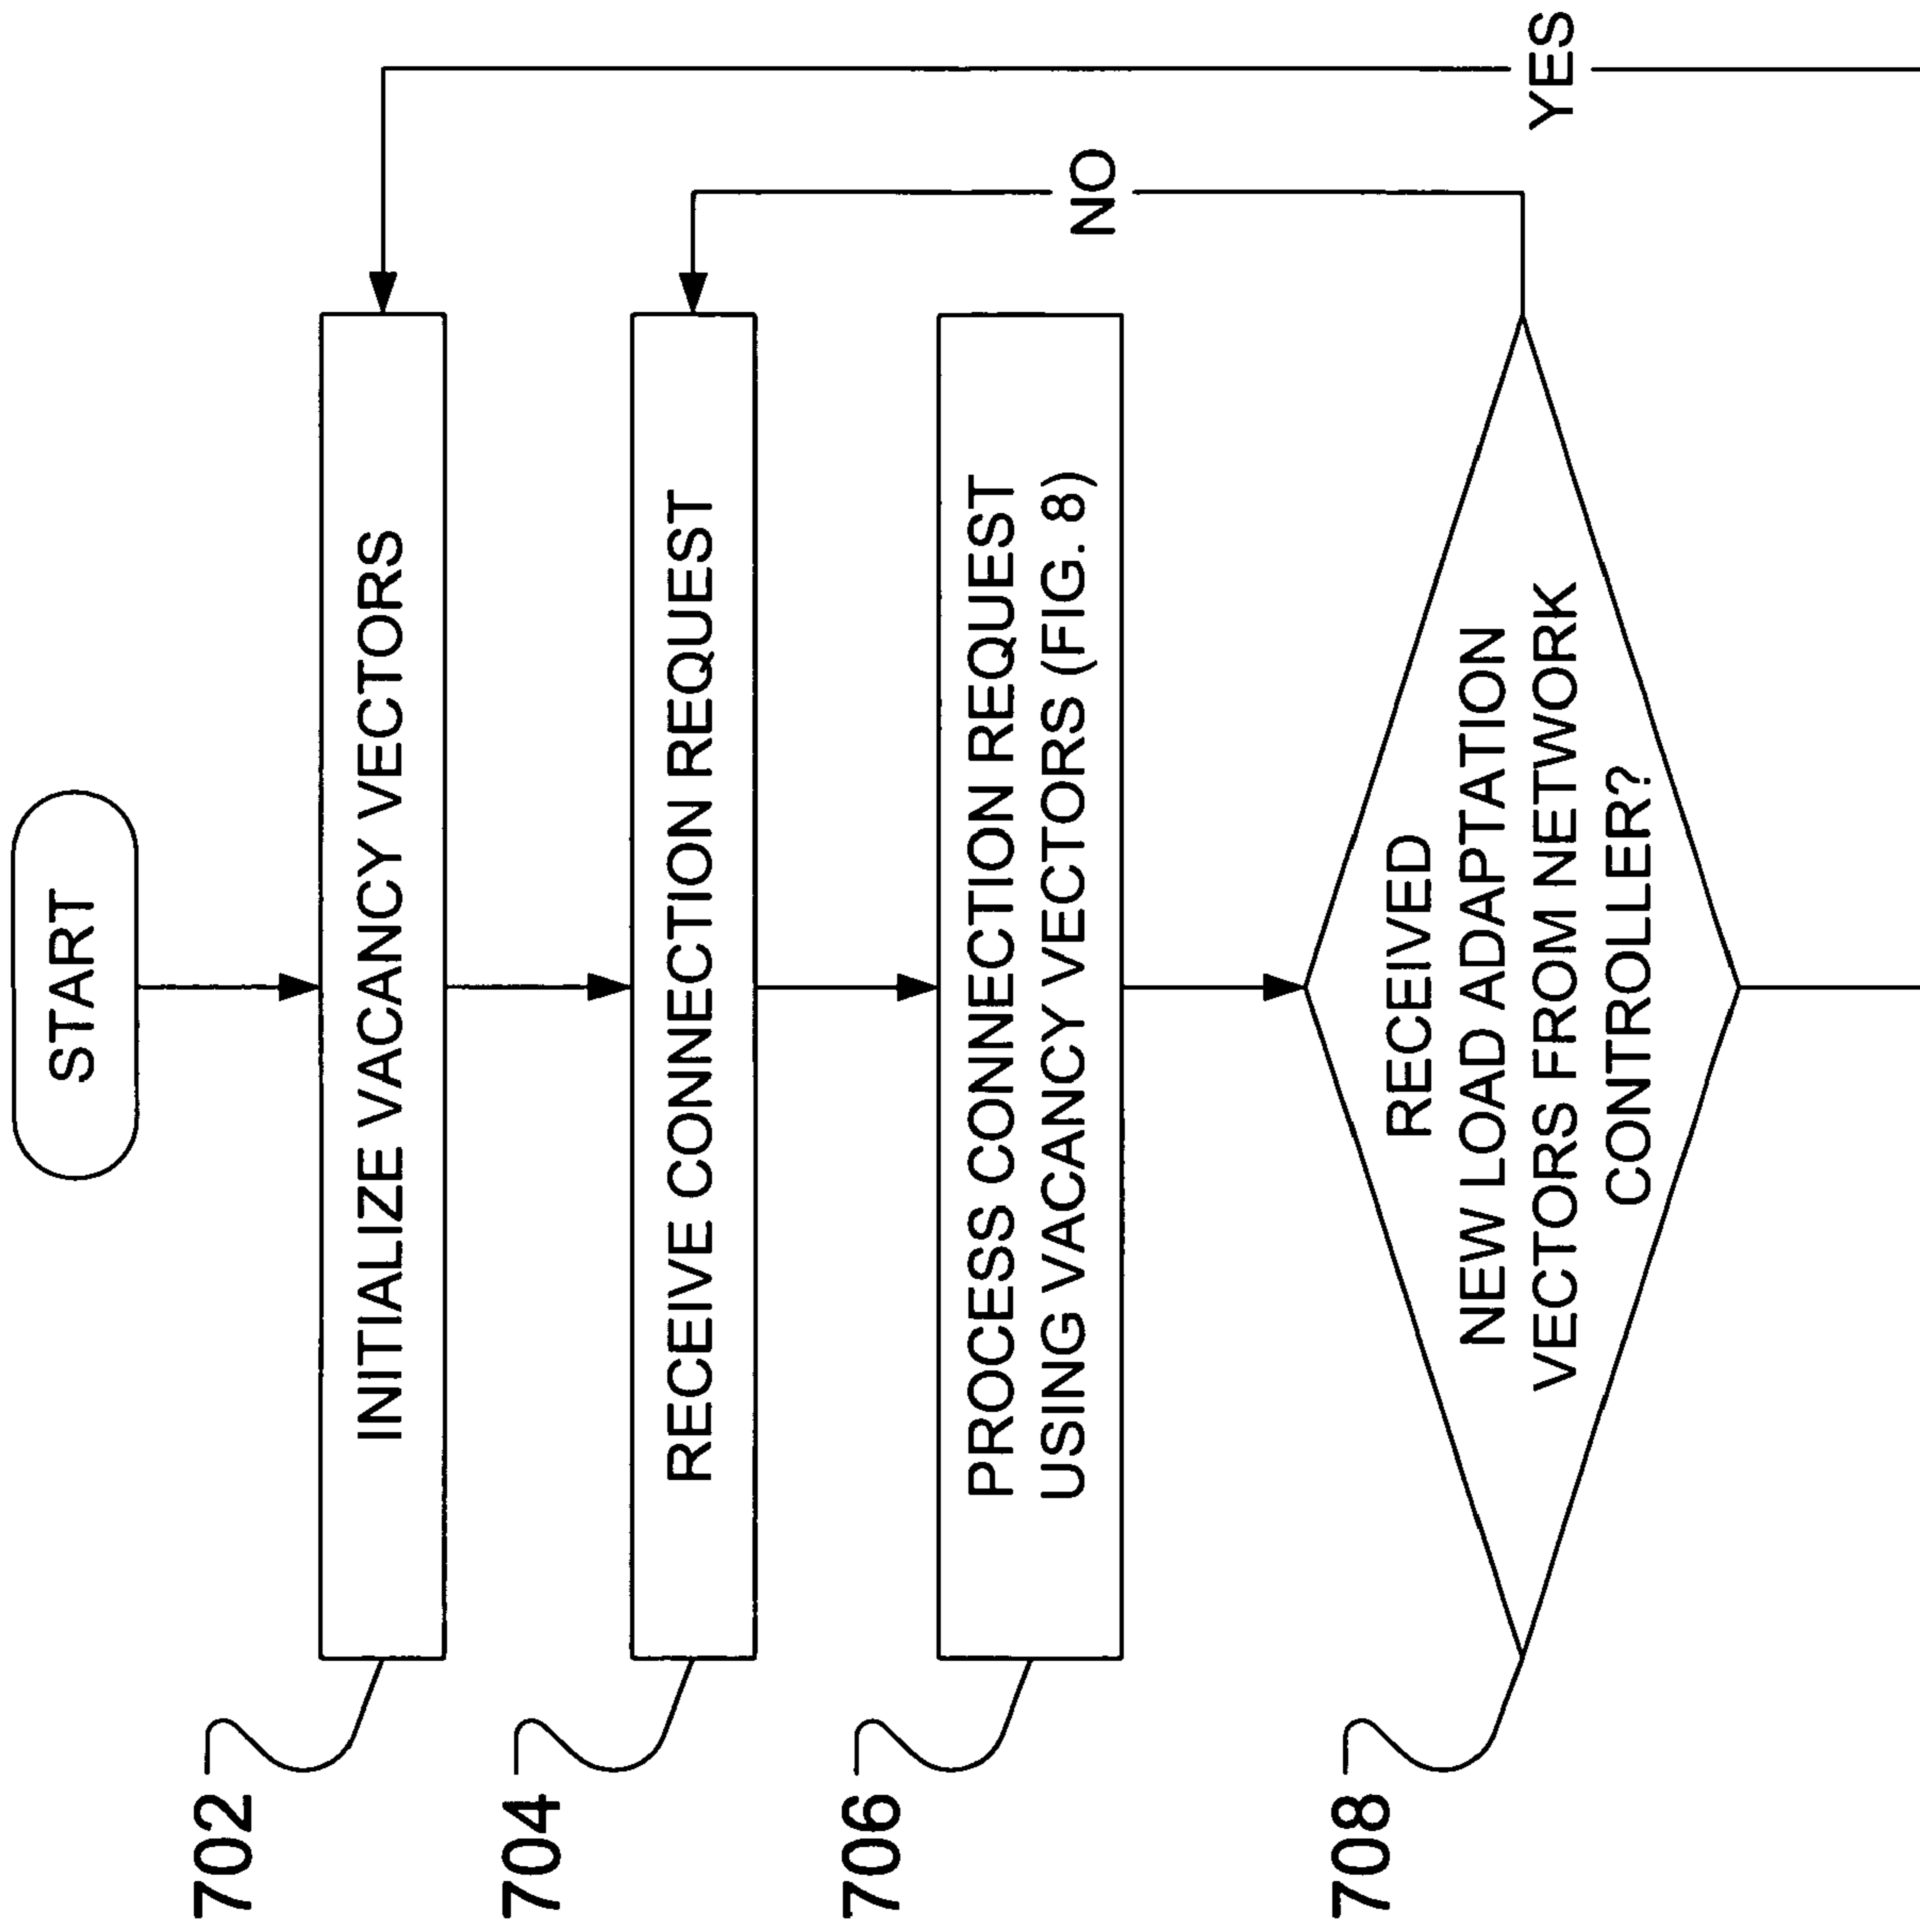 START
702
INITIALIZE VACANCY VECTORS
704
RECEIVE CONNECTION REQUEST
706
PROCESS CONNECTION REQUEST
USING VACANCY VECTORS (FIG. 8)
NO
708
RECEIVED
NEW LOAD ADAPTATION
VECTORS FROM NETWORK
CONTROLLER?
YES